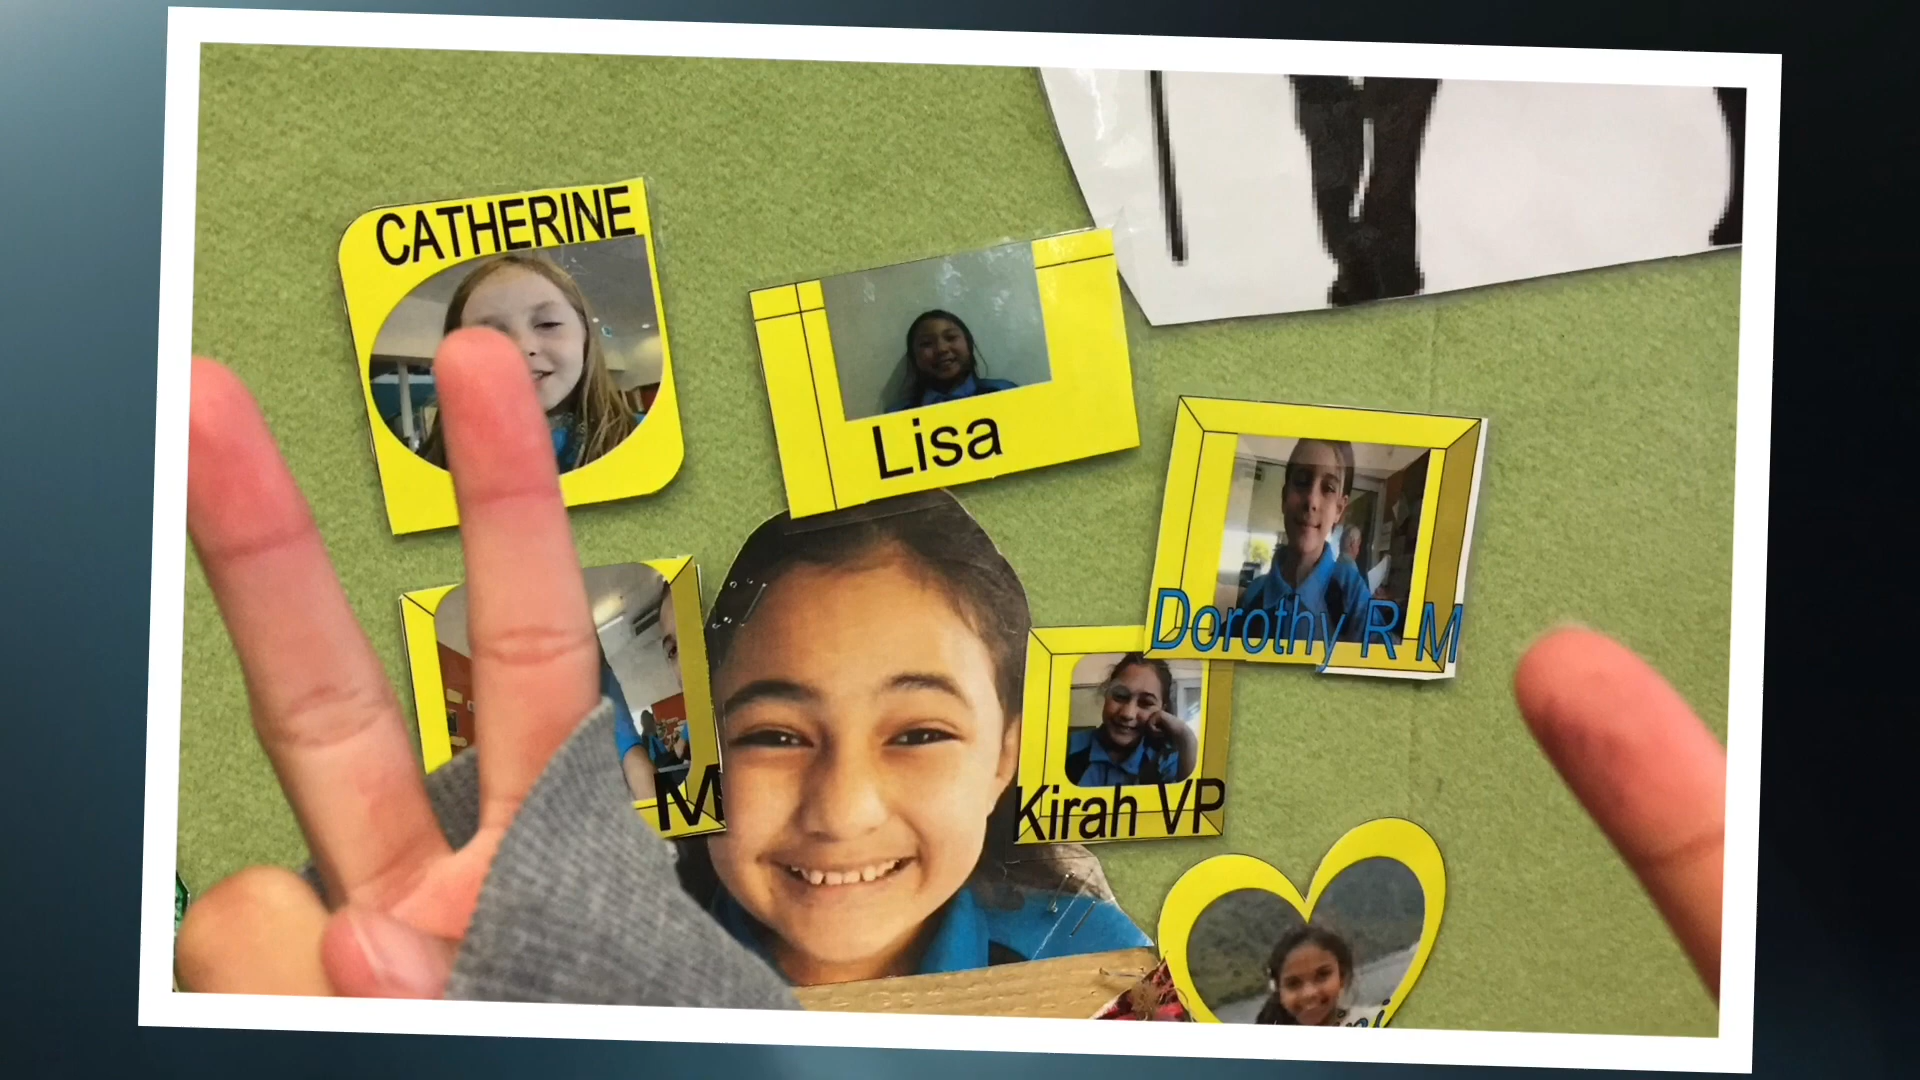 CATHERINE
Lisa
Dorothy R M
M
Kirah VP